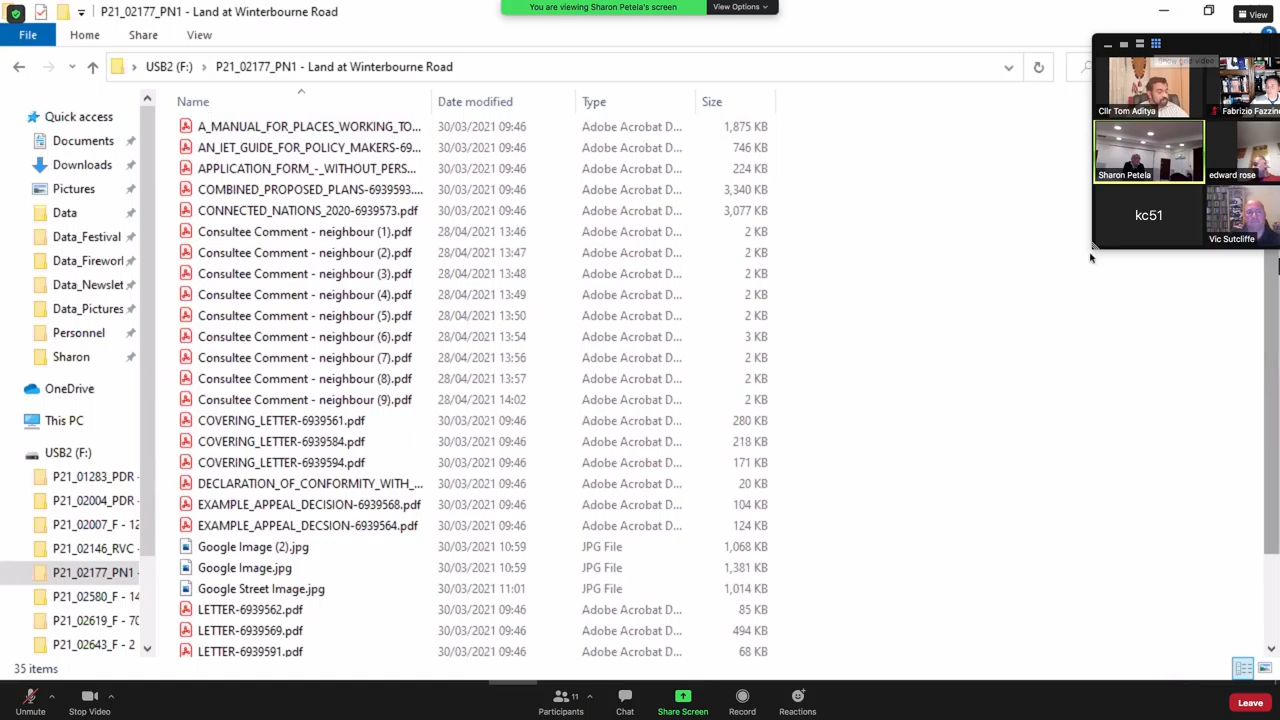 P21_02177_PN1 - Land at Winterbourne Road
You are viewing Sharon Petela's screen
View Options
View
File
Home
Share
View
USB2 (F:)
P21_02177_PN1 - Land at Winterbourne Road
Name
Date modified
Type
Size
Quick access
Documents
Downloads
Pictures
Data
Data_Festival
Data_Firewor
Data_Newslet
Data_Pictures
Personnel
Sharon
OneDrive
This PC
USB2 (F:)
P21_01283_PDR -
P21_02004_PDR -
P21_02007_F - 12
P21_02146_RVC -
P21_02177_PN1 -
P21_02580_F - 14
P21_02619_F - 70
P21_02643_F - 2
A_MANUAL_FOR_PLACES_WORKING_TO... 30/03/2021 09:46 Adobe Acrobat D... 1,875 KB
AN_IET_GUIDE_FOR_POLICY_MAKERS-69... 30/03/2021 09:46 Adobe Acrobat D... 746 KB
APPLICATION_FORM_-_WITHOUT_PERS... 30/03/2021 09:46 Adobe Acrobat D... 224 KB
COMBINED_PROPOSED_PLANS-6939593.... 30/03/2021 09:46 Adobe Acrobat D... 3,340 KB
CONNECTED_NATIONS_2020-6939573.pdf 30/03/2021 09:46 Adobe Acrobat D... 3,077 KB
Consultee Comment - neighbour (1).pdf 28/04/2021 13:40 Adobe Acrobat D... 2 KB
Consultee Comment - neighbour (2).pdf 28/04/2021 13:47 Adobe Acrobat D... 2 KB
Consultee Comment - neighbour (3).pdf 28/04/2021 13:48 Adobe Acrobat D... 2 KB
Consultee Comment - neighbour (4).pdf 28/04/2021 13:49 Adobe Acrobat D... 2 KB
Consultee Comment - neighbour (5).pdf 28/04/2021 13:50 Adobe Acrobat D... 2 KB
Consultee Comment - neighbour (6).pdf 28/04/2021 13:54 Adobe Acrobat D... 3 KB
Consultee Comment - neighbour (7).pdf 28/04/2021 13:56 Adobe Acrobat D... 2 KB
Consultee Comment - neighbour (8).pdf 28/04/2021 13:57 Adobe Acrobat D... 2 KB
Consultee Comment - neighbour (9).pdf 28/04/2021 14:02 Adobe Acrobat D... 2 KB
COVERING_LETTER-6939561.pdf 30/03/2021 09:46 Adobe Acrobat D... 280 KB
COVERING_LETTER-6939584.pdf 30/03/2021 09:46 Adobe Acrobat D... 218 KB
COVERING_LETTER-6939594.pdf 30/03/2021 09:46 Adobe Acrobat D... 171 KB
DECLARATION_OF_CONFORMITY_WITH_... 30/03/2021 09:46 Adobe Acrobat D... 20 KB
EXAMPLE_APPEAL_DECISION-6939568.pdf 30/03/2021 09:46 Adobe Acrobat D... 104 KB
EXAMPLE_APPEAL_DECSION-6939564.pdf 30/03/2021 09:46 Adobe Acrobat D... 124 KB
Google Image (2).jpg 30/03/2021 10:59 JPG File 1,068 KB
Google Image.jpg 30/03/2021 10:59 JPG File 1,381 KB
Google Street Image.jpg 30/03/2021 11:01 JPG File 1,014 KB
LETTER-6939562.pdf 30/03/2021 09:46 Adobe Acrobat D... 85 KB
LETTER-6939569.pdf 30/03/2021 09:46 Adobe Acrobat D... 494 KB
LETTER-6939591.pdf 30/03/2021 09:46 Adobe Acrobat D... 68 KB
Show grid video
Cllr Tom Aditya
Fabrizio Fazzin
Sharon Petela
edward rose
kc51
Vic Sutcliffe
35 items
Unmute
Stop Video
Participants
11
Chat
Share Screen
Record
Reactions
Leave